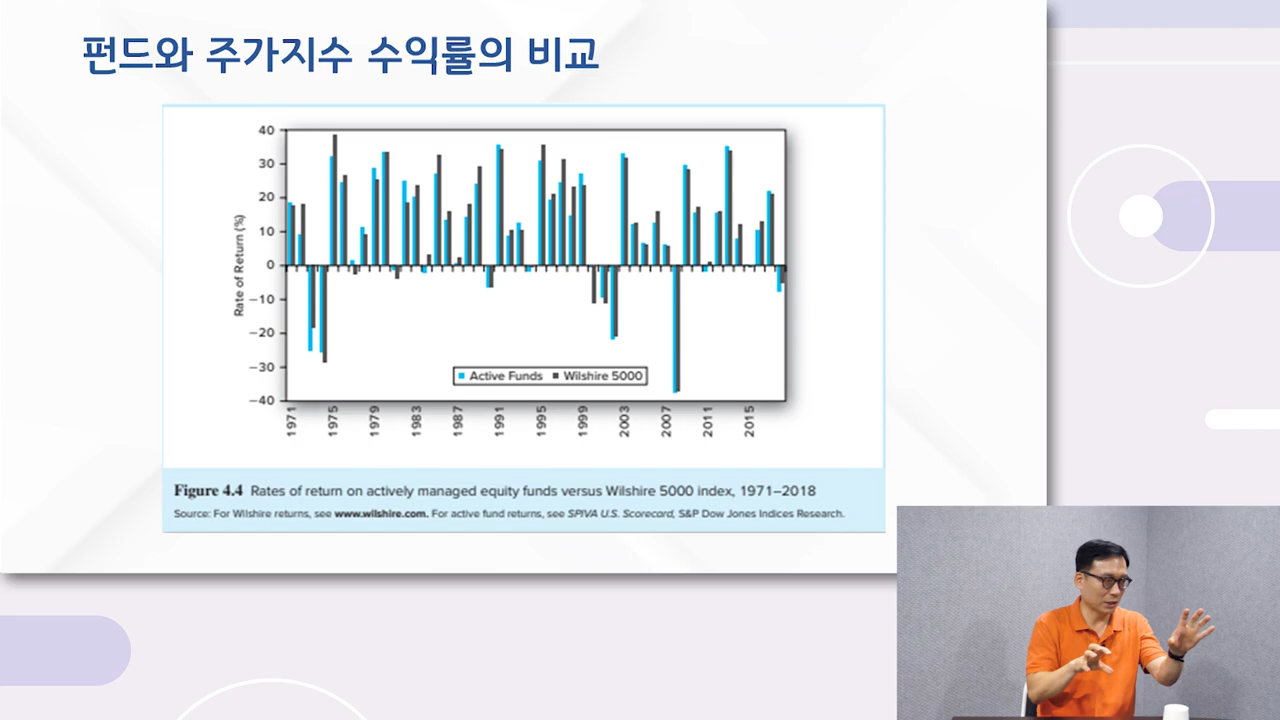 펀드와 주가지수 수익률의 비교
40
30
20
10
0
−10
−20
−30
−40
Rate of Return (%)
Active Funds Wilshire 5000
1971 1975 1979 1983 1987 1991 1995 1999 2003 2007 2011 2015
Figure 4.4 Rates of return on actively managed equity funds versus Wilshire 5000 index, 1971–2018
Source: For Wilshire returns, see www.wilshire.com. For active fund returns, see SPIVA U.S. Scorecard, S&P Dow Jones Indices Research.